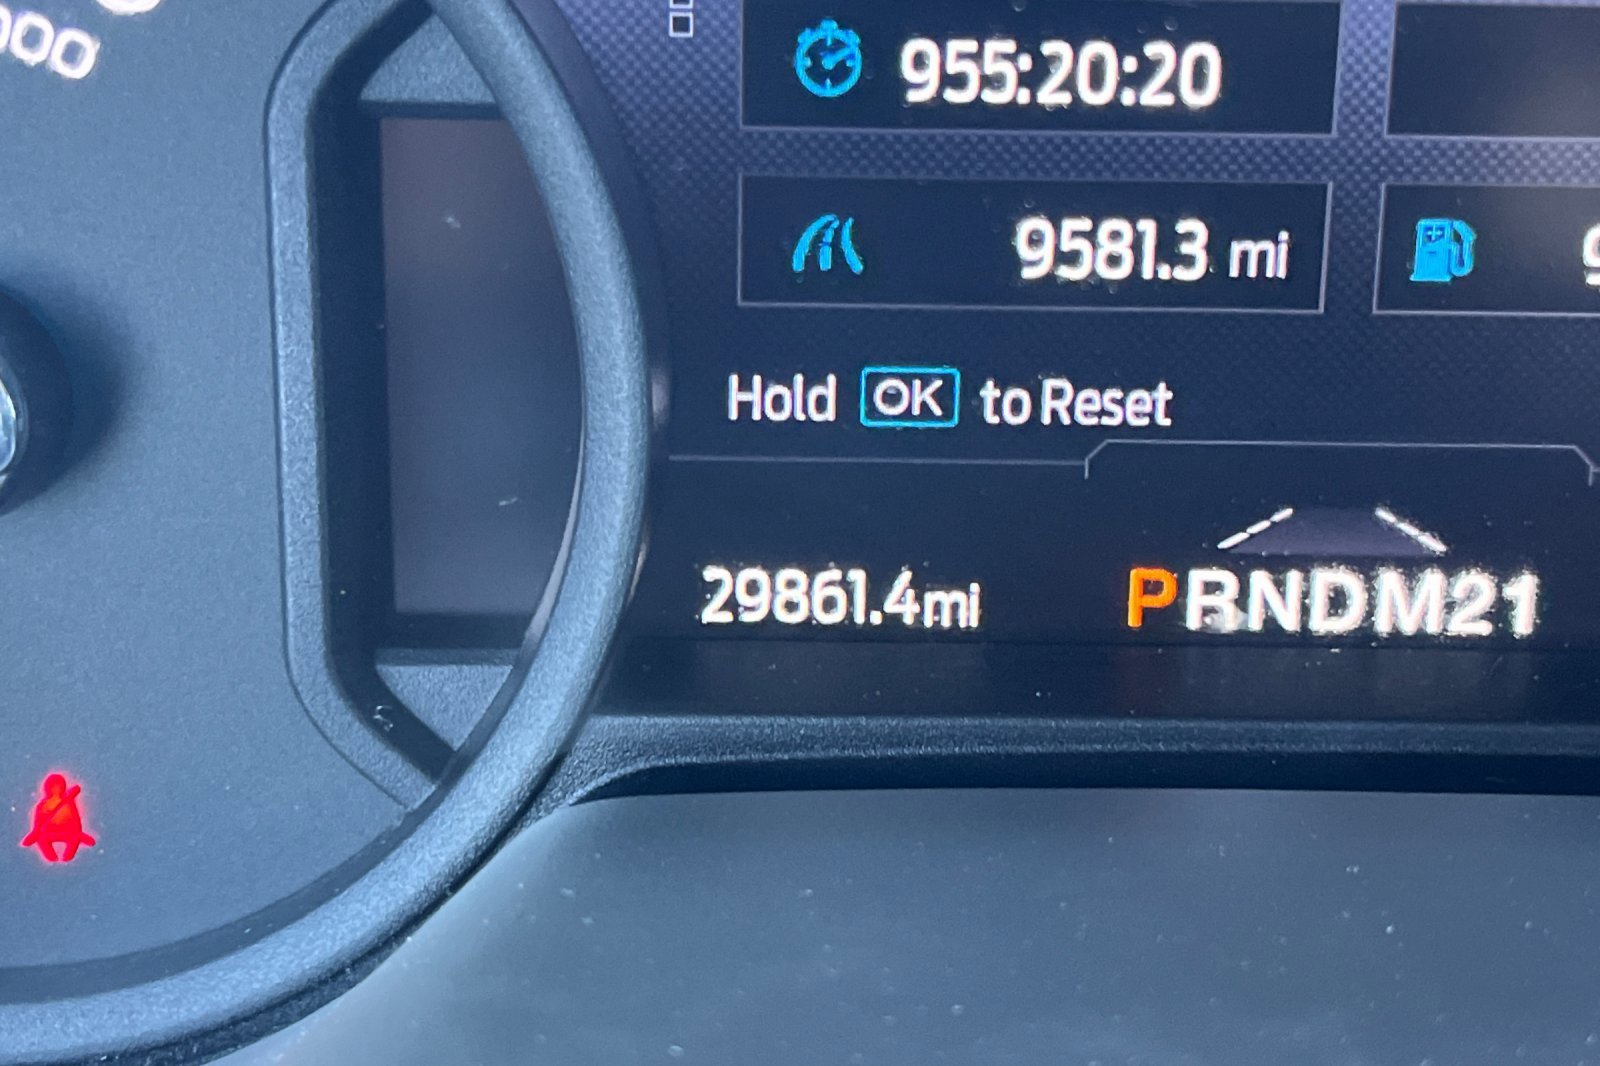 955:20:20
9581.3 mi
Hold OK to Reset
29861.4mi
PRNDM21